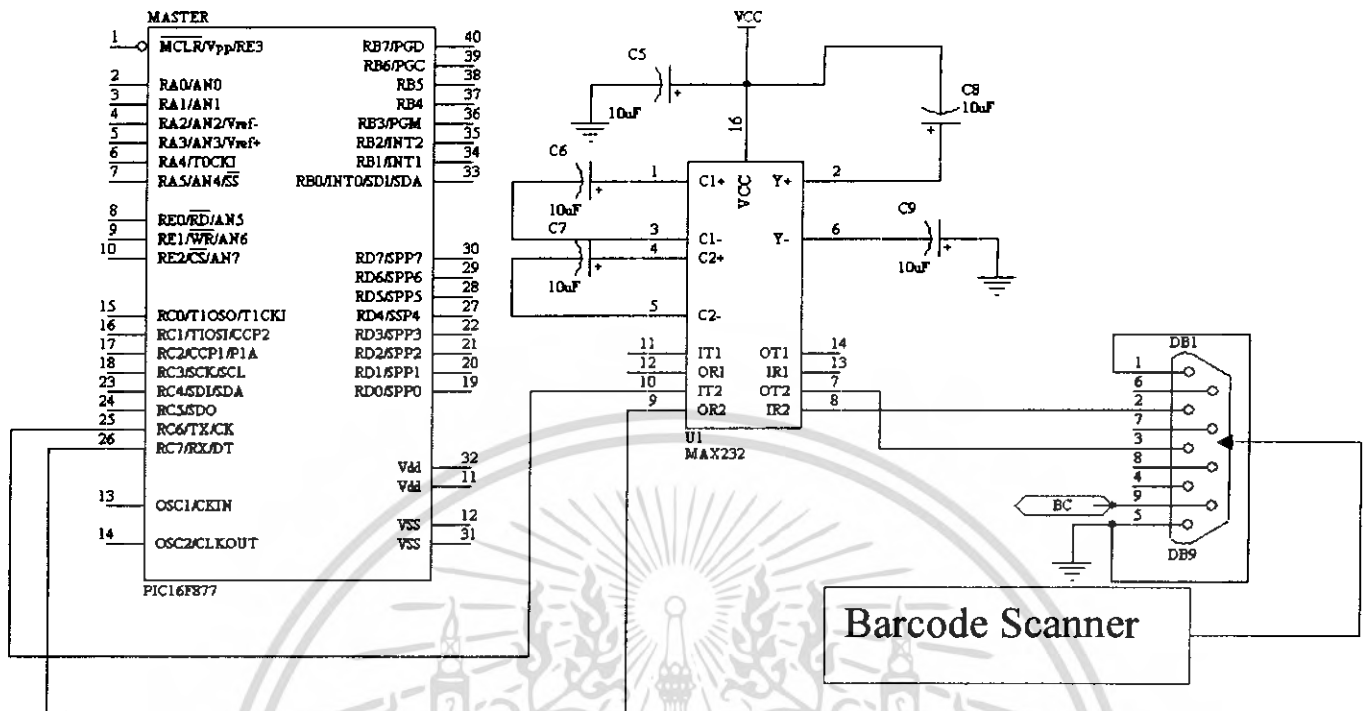 MASTER
1 MCLR/Vpp/RE3
2 RA0/AN0
3 RA1/AN1
4 RA2/AN2/Vref-
5 RA3/AN3/Vref+
6 RA4/T0CKI
7 RA5/AN4/SS
8 RE0/RD/AN5
9 RE1/WR/AN6
10 RE2/CS/AN7
15 RC0/T1OSO/T1CKI
16 RC1/T1OSI/CCP2
17 RC2/CCP1/P1A
18 RC3/SCK/SCL
23 RC4/SDI/SDA
24 RC5/SDO
25 RC6/TX/CK
26 RC7/RX/DT
13 OSC1/CKIN
14 OSC2/CLKOUT
RB7/PGD 40
RB6/PGC 39
RB5 38
RB4 37
RB3/PGM 36
RB2/INT2 35
RB1/INT1 34
RB0/INT0/SDI/SDA 33
RD7/SPP7 30
RD6/SPP6 29
RD5/SPP5 28
RD4/SSP4 27
RD3/SPP3 22
RD2/SPP2 21
RD1/SPP1 20
RD0/SPP0 19
Vdd 32
Vdd 11
VSS 12
VSS 31
PIC16F877
VCC
C5
10uF
C6
10uF
C7
10uF
C8
10uF
C9
10uF
16
VCC
1 C1+
3 C1-
4 C2+
5 C2-
11 IT1
12 OR1
10 IT2
9 OR2
Y+ 2
Y- 6
OT1 14
IR1 13
OT2 7
IR2 8
U1
MAX232
DB1
1
6
2
7
3
8
4
9
5
BC
DB9
Barcode Scanner